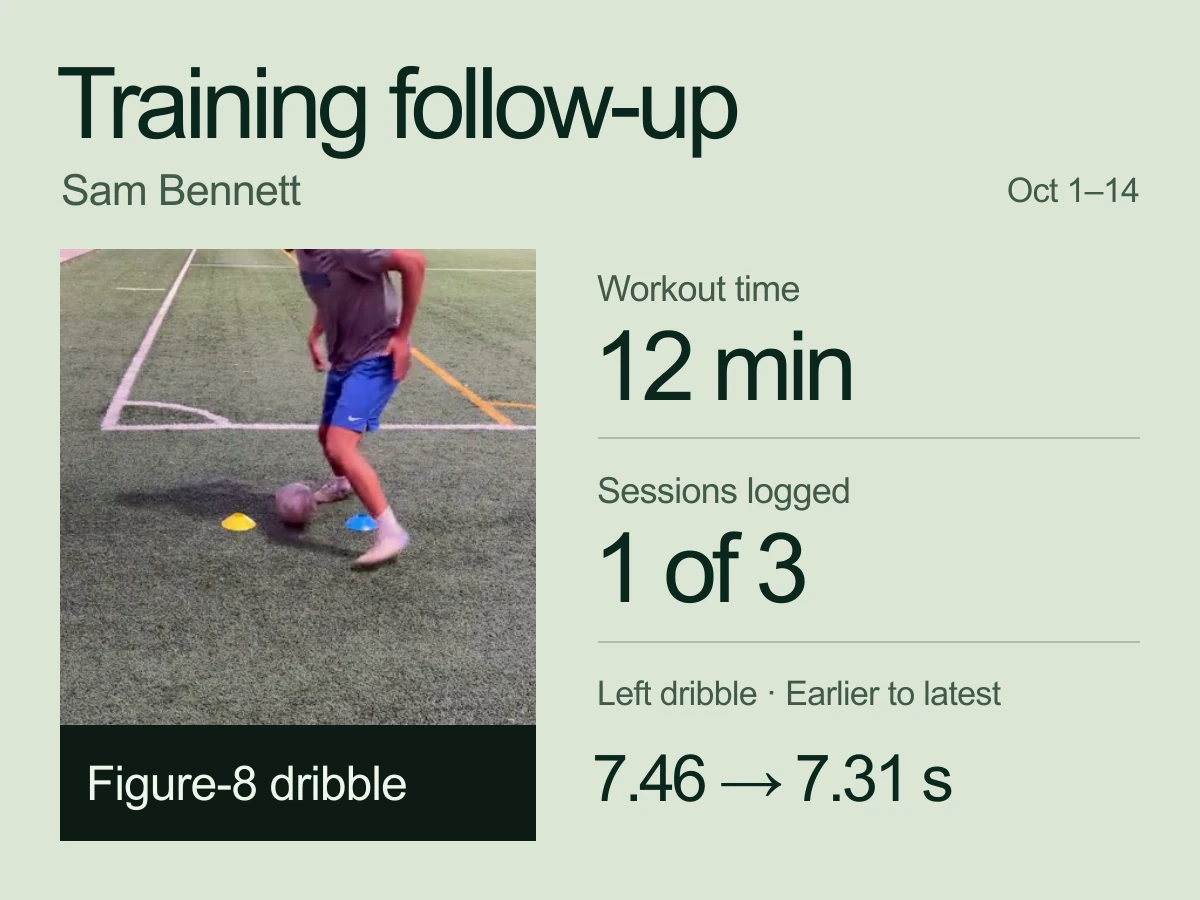 Training follow-up
Sam Bennett
Oct 1–14
Figure-8 dribble
Workout time
12 min
Sessions logged
1 of 3
Left dribble · Earlier to latest
7.46 → 7.31 s